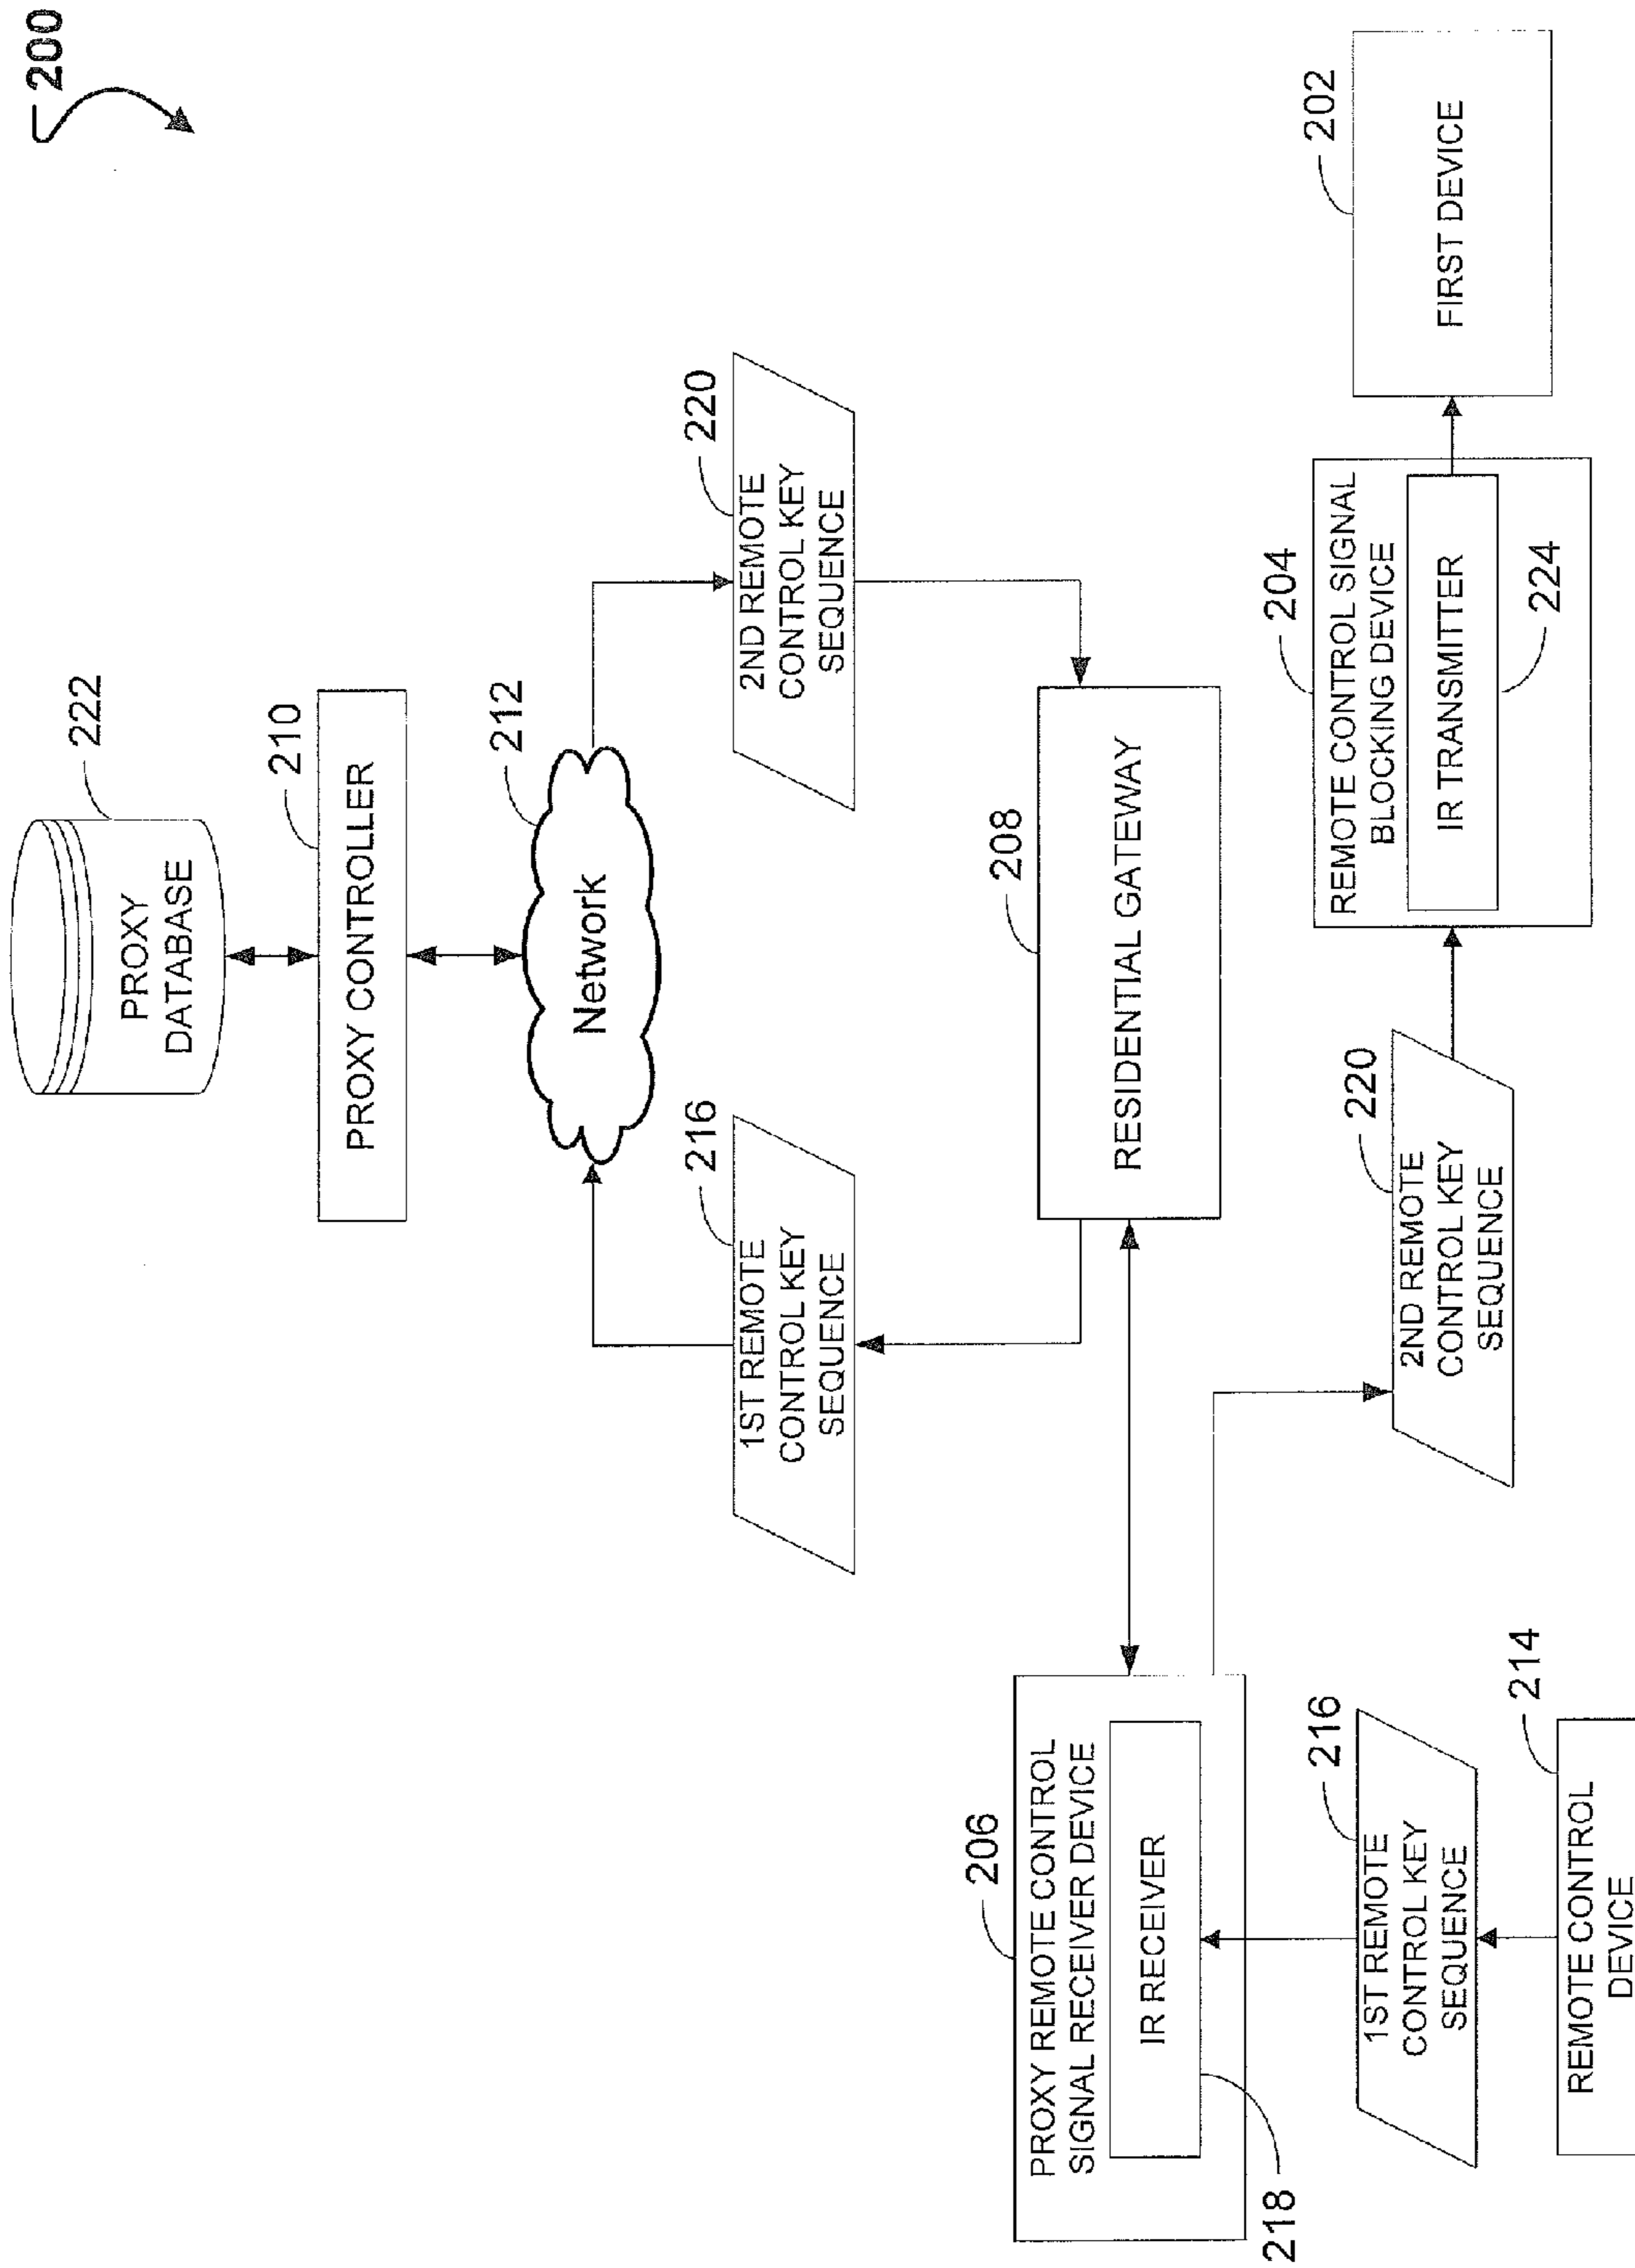 200
222
PROXY
DATABASE
210
PROXY CONTROLLER
212
Network
216
1ST REMOTE
CONTROL KEY
SEQUENCE
220
2ND REMOTE
CONTROL KEY
SEQUENCE
208
RESIDENTIAL GATEWAY
206
PROXY REMOTE CONTROL
SIGNAL RECEIVER DEVICE
IR RECEIVER
218
216
1ST REMOTE
CONTROL KEY
SEQUENCE
214
REMOTE CONTROL
DEVICE
220
2ND REMOTE
CONTROL KEY
SEQUENCE
204
REMOTE CONTROL SIGNAL
BLOCKING DEVICE
IR TRANSMITTER
224
202
FIRST DEVICE